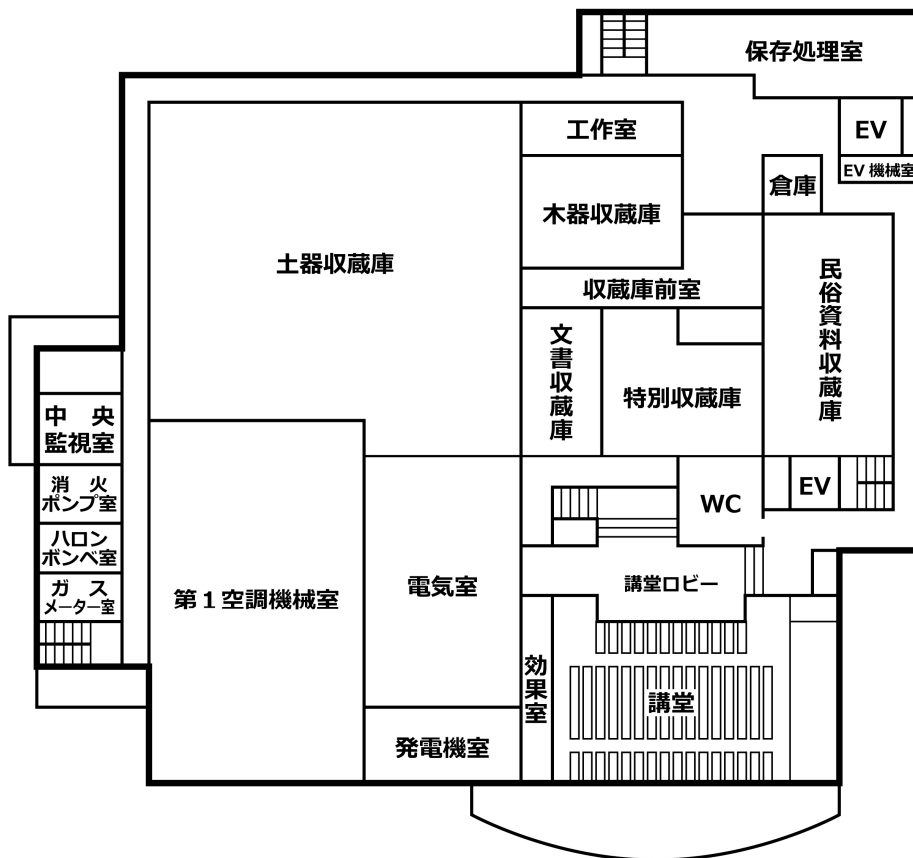 保存処理室
EV
EV 機械室
工作室
倉庫
木器収蔵庫
土器収蔵庫
収蔵庫前室
民俗資料収蔵庫
文書収蔵庫
特別収蔵庫
中　央
監視室
消　火
ポンプ室
ハロン
ボンベ室
ガ　ス
メーター室
WC
EV
第１空調機械室
電気室
講堂ロビー
効果室
講堂
発電機室